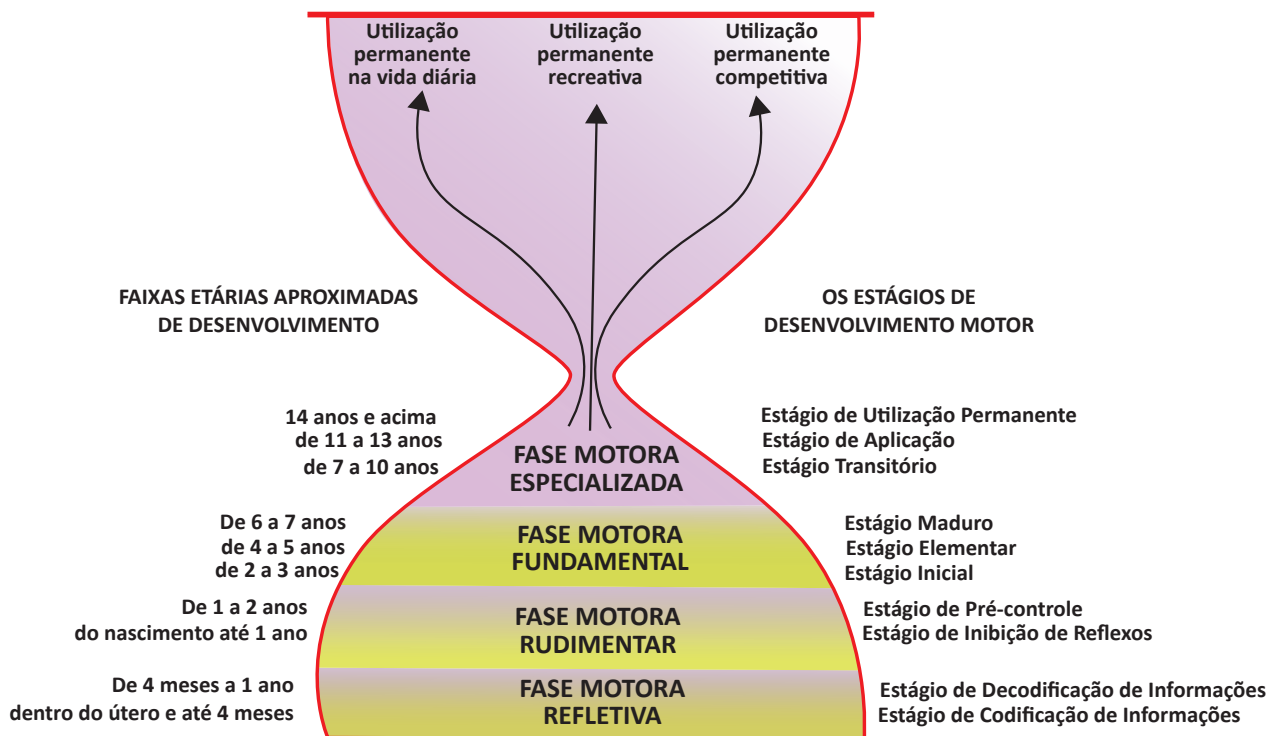 Utilização
permanente
na vida diária
Utilização
permanente
recreativa
Utilização
permanente
competitiva
FAIXAS ETÁRIAS APROXIMADAS
DE DESENVOLVIMENTO
OS ESTÁGIOS DE
DESENVOLVIMENTO MOTOR
14 anos e acima
de 11 a 13 anos
de 7 a 10 anos
FASE MOTORA
ESPECIALIZADA
Estágio de Utilização Permanente
Estágio de Aplicação
Estágio Transitório
De 6 a 7 anos
de 4 a 5 anos
de 2 a 3 anos
FASE MOTORA
FUNDAMENTAL
Estágio Maduro
Estágio Elementar
Estágio Inicial
De 1 a 2 anos
do nascimento até 1 ano
FASE MOTORA
RUDIMENTAR
Estágio de Pré-controle
Estágio de Inibição de Reflexos
De 4 meses a 1 ano
dentro do útero e até 4 meses
FASE MOTORA
REFLETIVA
Estágio de Decodificação de Informações
Estágio de Codificação de Informações